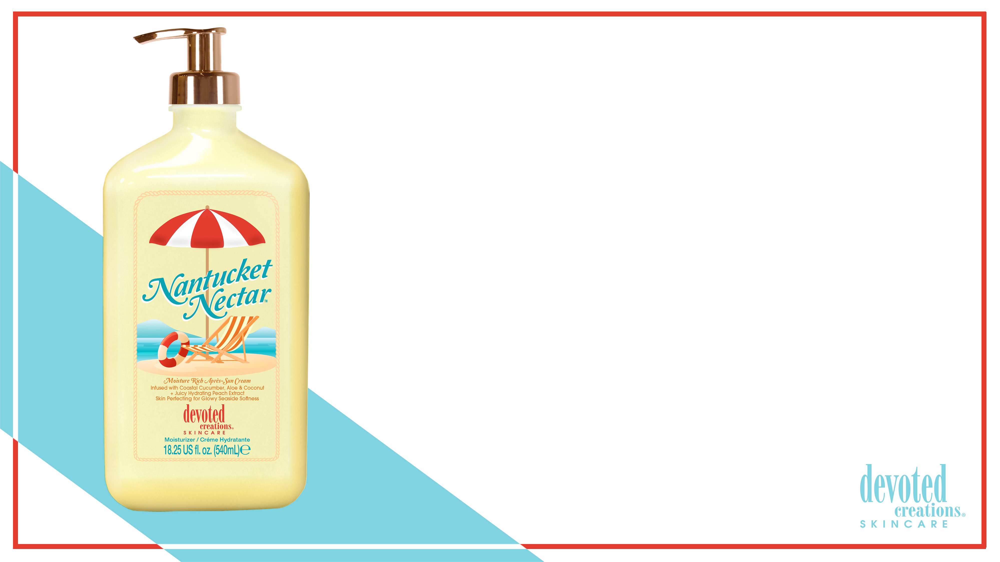 Nantucket
Nectar™
Moisture Rich Après-Sun Cream
Infused with Coastal Cucumber, Aloe & Coconut
+ Juicy Hydrating Peach Extract
Skin Perfecting for Glowy Seaside Softness
devoted
creations®
SKINCARE
Moisturizer / Créme Hydratante
18.25 US fl. oz. (540mL)℮
devoted
creations®
SKINCARE